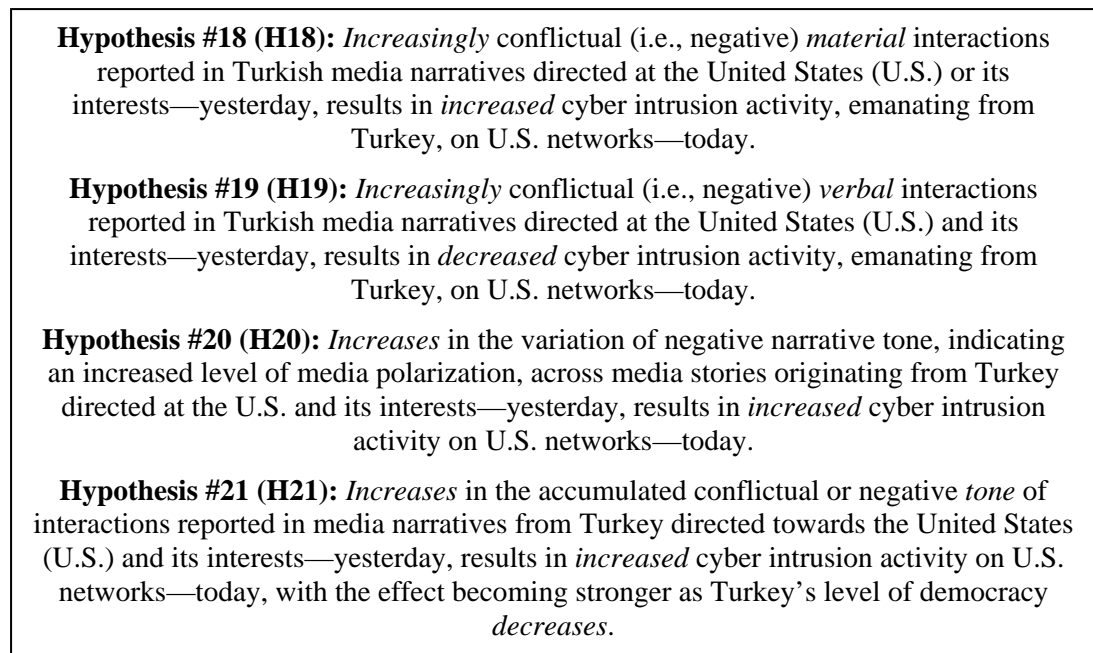 Hypothesis #18 (H18): Increasingly conflictual (i.e., negative) material interactions
reported in Turkish media narratives directed at the United States (U.S.) or its
interests—yesterday, results in increased cyber intrusion activity, emanating from
Turkey, on U.S. networks—today.
Hypothesis #19 (H19): Increasingly conflictual (i.e., negative) verbal interactions
reported in Turkish media narratives directed at the United States (U.S.) and its
interests—yesterday, results in decreased cyber intrusion activity, emanating from
Turkey, on U.S. networks—today.
Hypothesis #20 (H20): Increases in the variation of negative narrative tone, indicating
an increased level of media polarization, across media stories originating from Turkey
directed at the U.S. and its interests—yesterday, results in increased cyber intrusion
activity on U.S. networks—today.
Hypothesis #21 (H21): Increases in the accumulated conflictual or negative tone of
interactions reported in media narratives from Turkey directed towards the United States
(U.S.) and its interests—yesterday, results in increased cyber intrusion activity on U.S.
networks—today, with the effect becoming stronger as Turkey’s level of democracy
decreases.